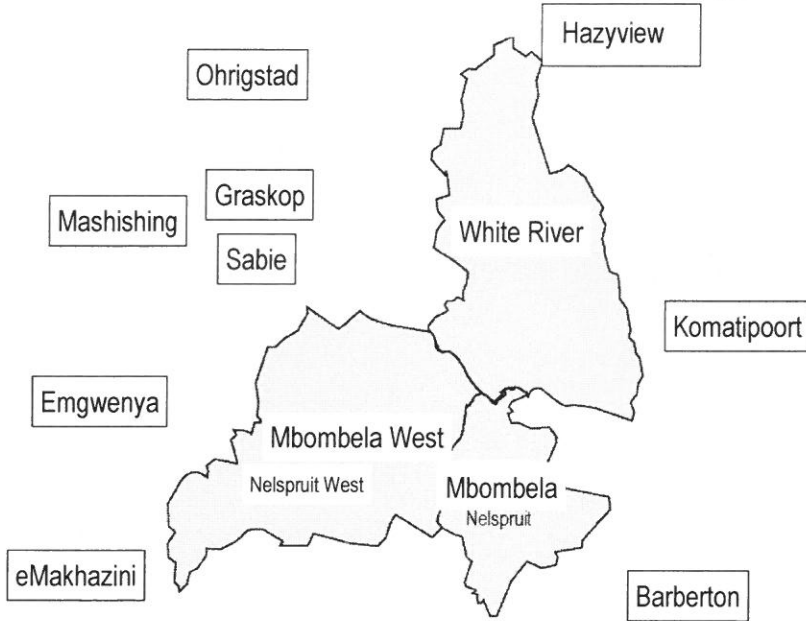 Hazyview
Ohrigstad
Graskop
Mashishing
White River
Sabie
Komatipoort
Emgwenya
Mbombela West
Nelspruit West
Mbombela
Nelspruit
eMakhazini
Barberton